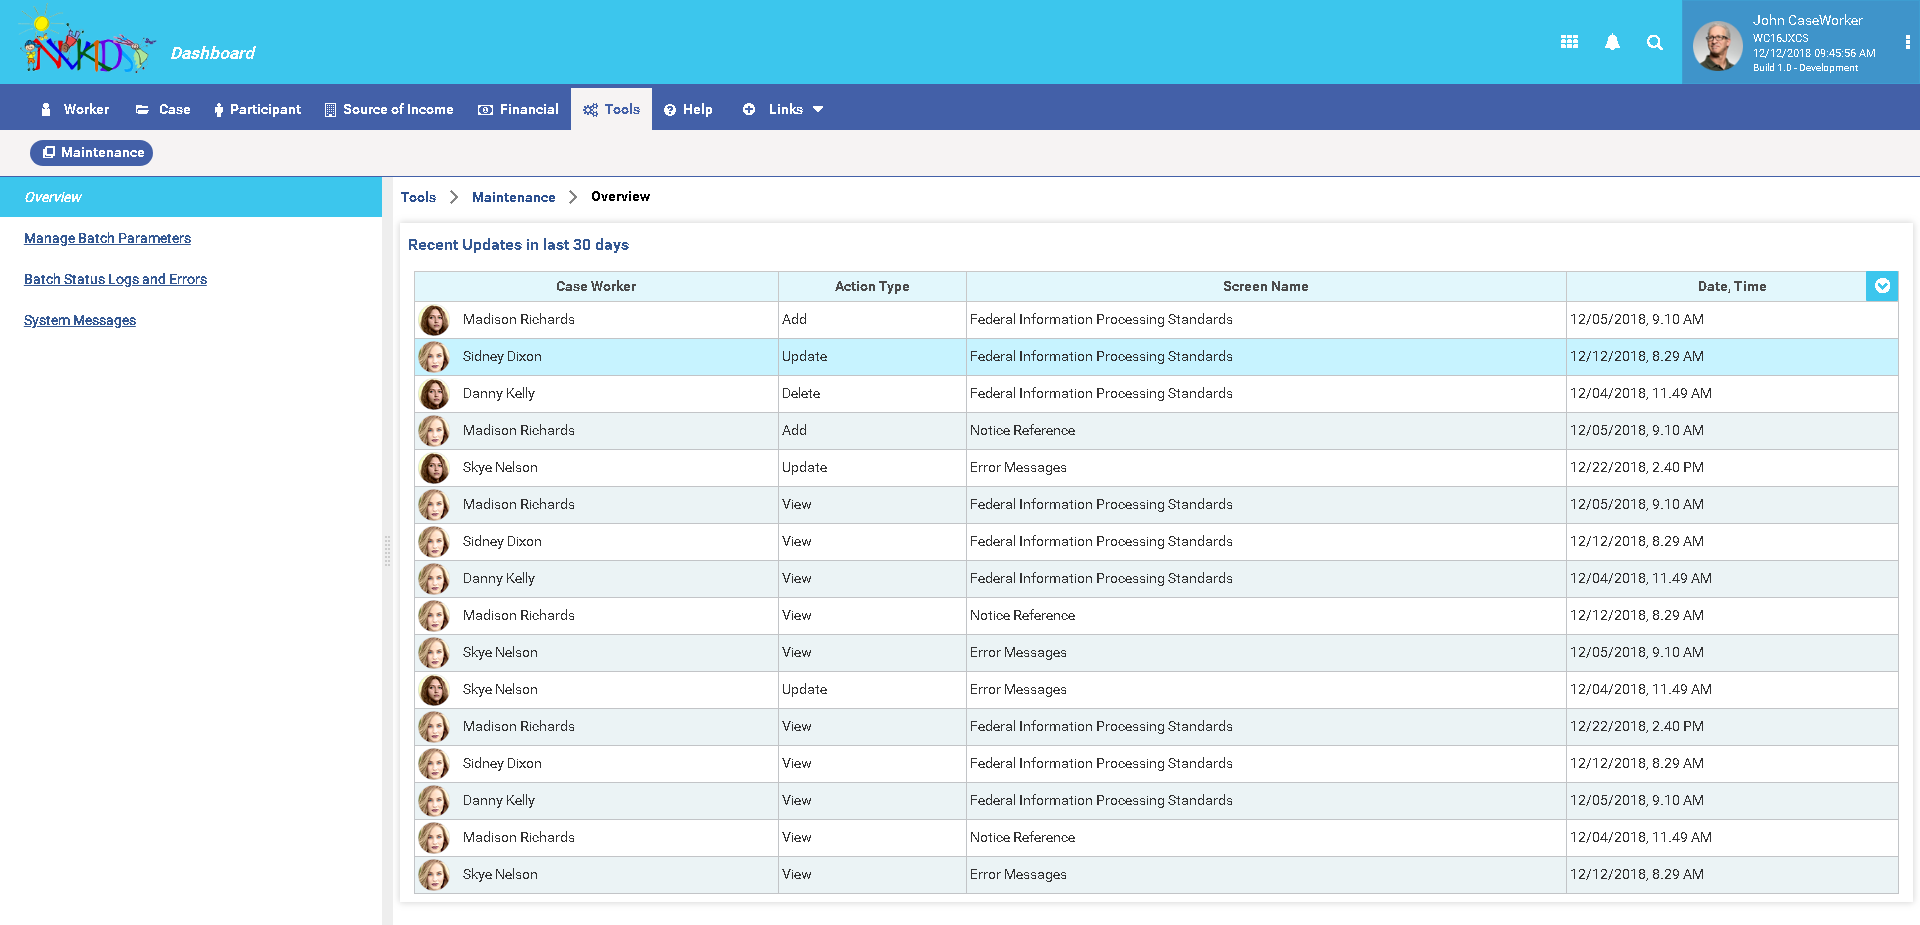 NYKIDS Dashboard
John CaseWorker
WC16JXCS
12/12/2018 09:45:56 AM
Build 1.0 - Development
Worker Case Participant Source of Income Financial Tools Help Links
Maintenance
Overview
Manage Batch Parameters
Batch Status Logs and Errors
System Messages
Tools Maintenance Overview
Recent Updates in last 30 days
Case Worker Action Type Screen Name Date, Time
Madison Richards Add Federal Information Processing Standards 12/05/2018, 9.10 AM
Sidney Dixon Update Federal Information Processing Standards 12/12/2018, 8.29 AM
Danny Kelly Delete Federal Information Processing Standards 12/04/2018, 11.49 AM
Madison Richards Add Notice Reference 12/05/2018, 9.10 AM
Skye Nelson Update Error Messages 12/22/2018, 2.40 PM
Madison Richards View Federal Information Processing Standards 12/05/2018, 9.10 AM
Sidney Dixon View Federal Information Processing Standards 12/12/2018, 8.29 AM
Danny Kelly View Federal Information Processing Standards 12/04/2018, 11.49 AM
Madison Richards View Notice Reference 12/12/2018, 8.29 AM
Skye Nelson View Error Messages 12/05/2018, 9.10 AM
Skye Nelson Update Error Messages 12/04/2018, 11.49 AM
Madison Richards View Federal Information Processing Standards 12/22/2018, 2.40 PM
Sidney Dixon View Federal Information Processing Standards 12/12/2018, 8.29 AM
Danny Kelly View Federal Information Processing Standards 12/05/2018, 9.10 AM
Madison Richards View Notice Reference 12/04/2018, 11.49 AM
Skye Nelson View Error Messages 12/12/2018, 8.29 AM